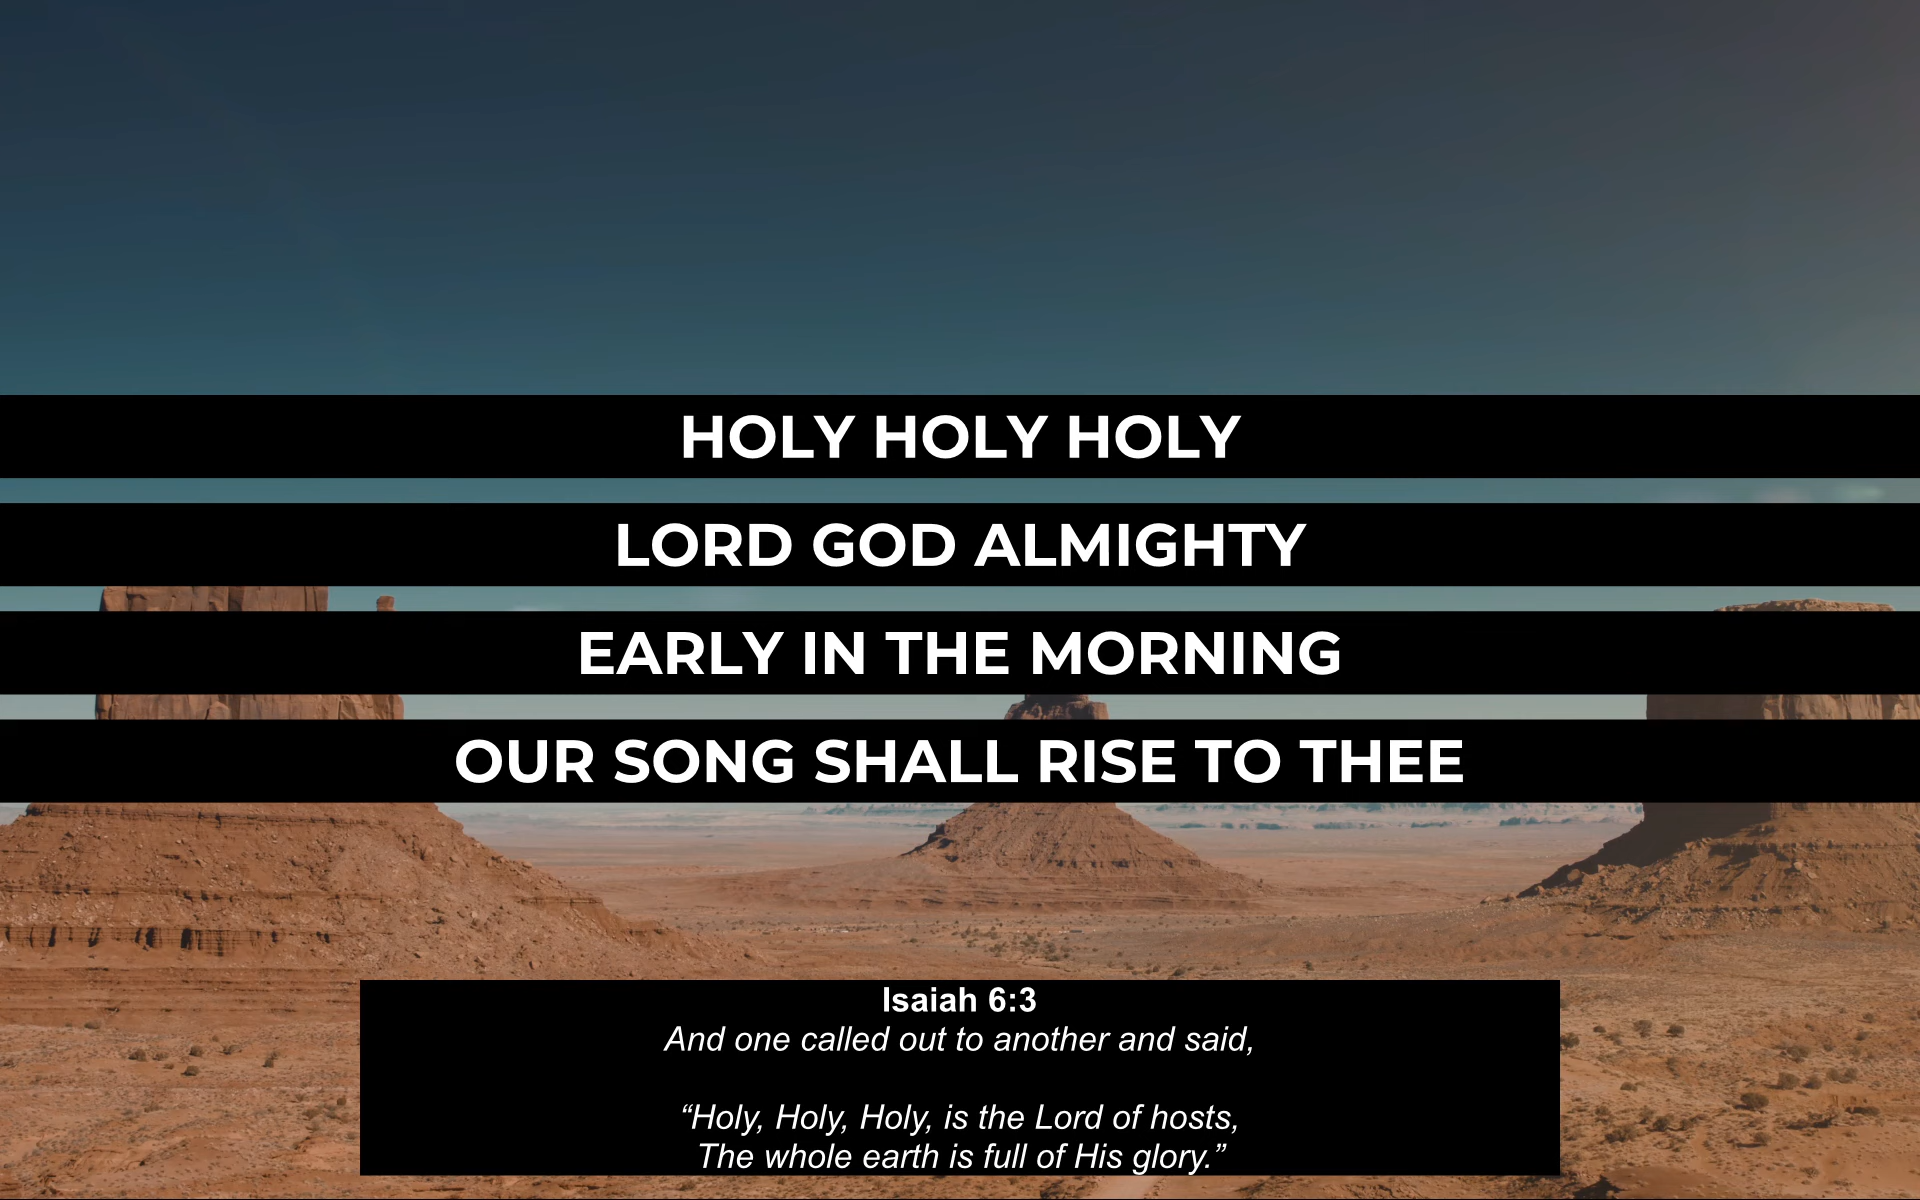 HOLY HOLY HOLY
LORD GOD ALMIGHTY
EARLY IN THE MORNING
OUR SONG SHALL RISE TO THEE
Isaiah 6:3
And one called out to another and said,
“Holy, Holy, Holy, is the Lord of hosts,
The whole earth is full of His glory.”